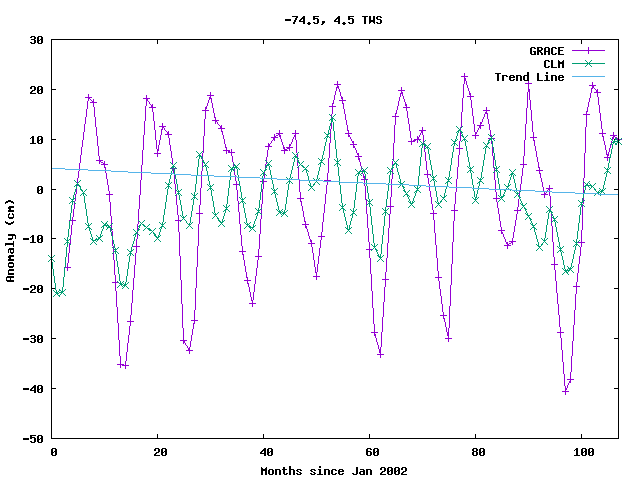 -74.5, 4.5 TWS
GRACE
CLM
Trend Line
30
20
10
0
-10
-20
-30
-40
-50
Anomaly (cm)
0 20 40 60 80 100
Months since Jan 2002